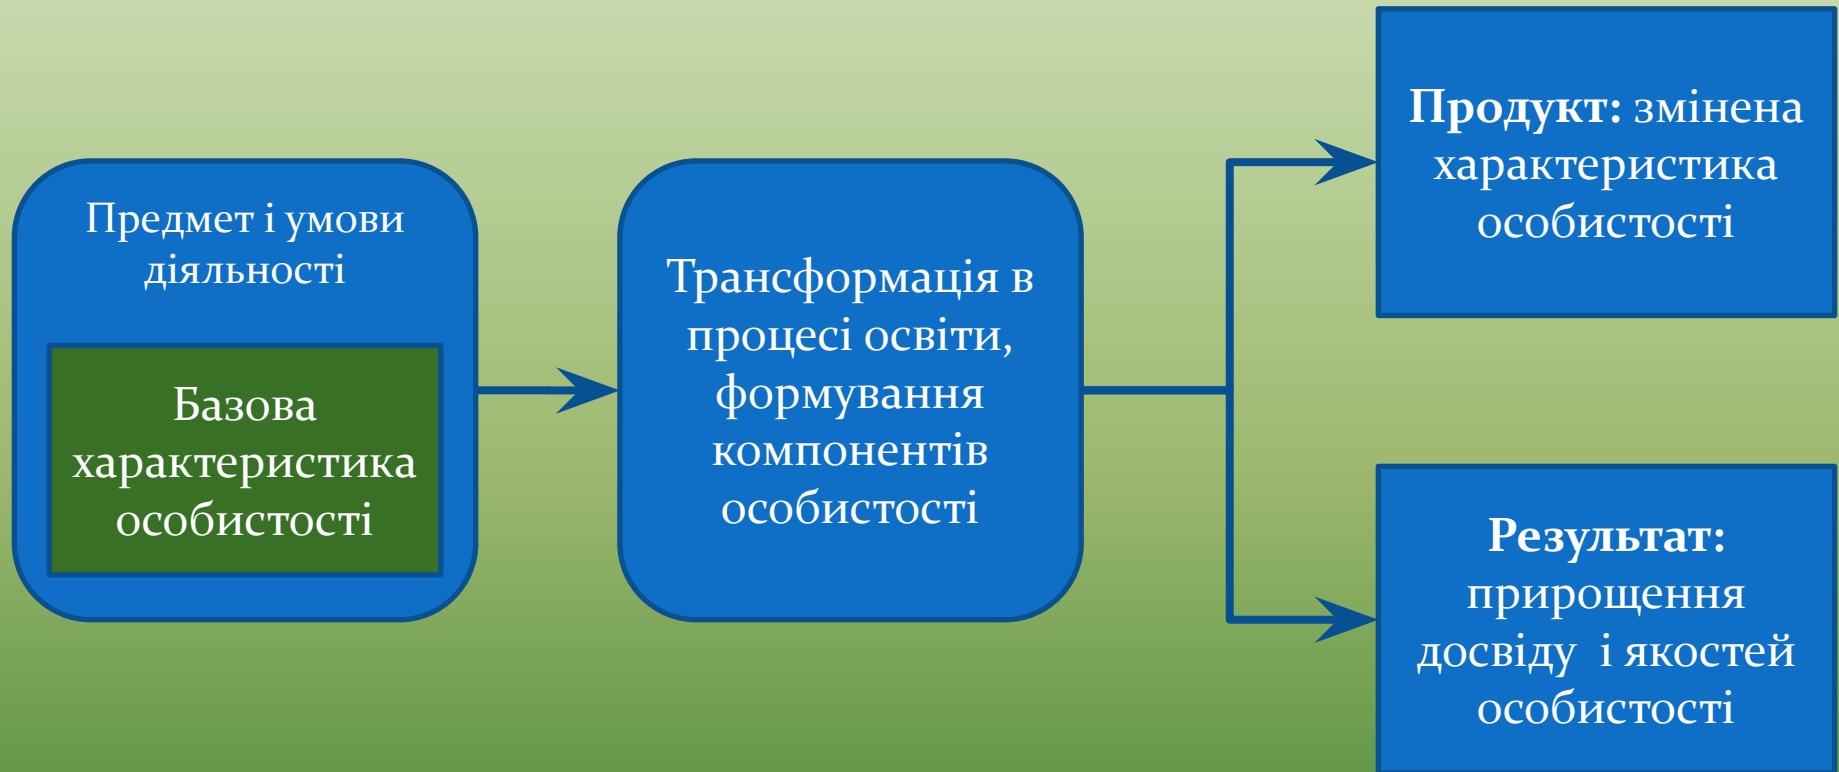 Предмет і умови
діяльності
Базова
характеристика
особистості
Трансформація в
процесі освіти,
формування
компонентів
особистості
Продукт: змінена
характеристика
особистості
Результат:
прирощення
досвіду  і якостей
особистості